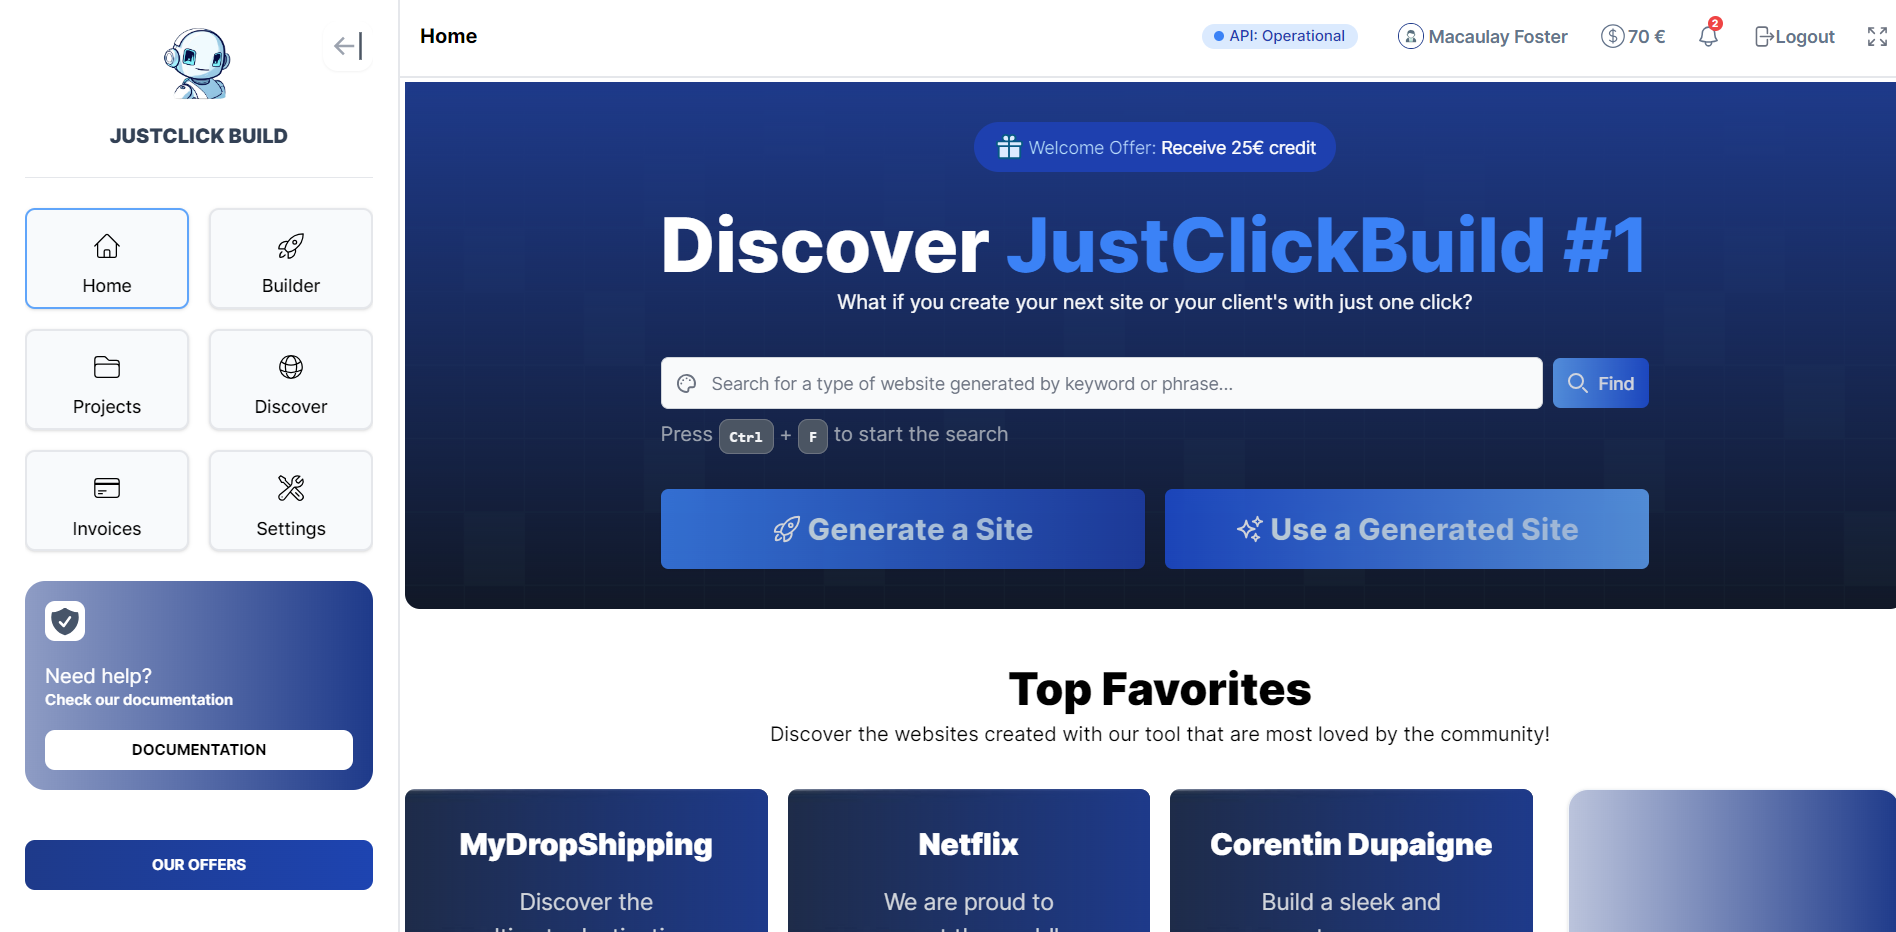 JUSTCLICK BUILD
Home
Builder
Projects
Discover
Invoices
Settings
Need help?
Check our documentation
DOCUMENTATION
OUR OFFERS
Home
API: Operational
Macaulay Foster
70 €
2
Logout
Welcome Offer: Receive 25€ credit
Discover JustClickBuild #1
What if you create your next site or your client's with just one click?
Search for a type of website generated by keyword or phrase...
Find
Press Ctrl + F to start the search
Generate a Site
Use a Generated Site
Top Favorites
Discover the websites created with our tool that are most loved by the community!
MyDropShipping
Discover the
Netflix
We are proud to
Corentin Dupaigne
Build a sleek and